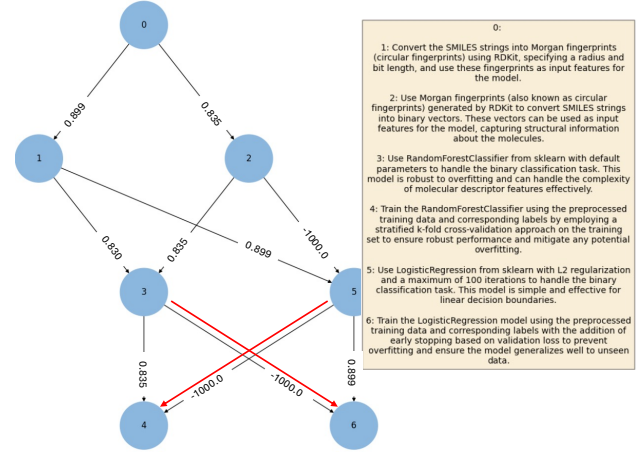 0
0:
1: Convert the SMILES strings into Morgan fingerprints
(circular fingerprints) using RDKit, specifying a radius and
bit length, and use these fingerprints as input features for
the model.
2: Use Morgan fingerprints (also known as circular
fingerprints) generated by RDKit to convert SMILES strings
into binary vectors. These vectors can be used as input
features for the model, capturing structural information
about the molecules.
3: Use RandomForestClassifier from sklearn with default
parameters to handle the binary classification task. This
model is robust to overfitting and can handle the complexity
of molecular descriptor features effectively.
4: Train the RandomForestClassifier using the preprocessed
training data and corresponding labels by employing a
stratified k-fold cross-validation approach on the training
set to ensure robust performance and mitigate any potential
overfitting.
5: Use LogisticRegression from sklearn with L2 regularization
and a maximum of 100 iterations to handle the binary
classification task. This model is simple and effective for
linear decision boundaries.
6: Train the LogisticRegression model using the preprocessed
training data and corresponding labels with the addition of
early stopping based on validation loss to prevent
overfitting and ensure the model generalizes well to unseen
data.
0.899
0.835
1
2
0.830
0.835
0.899
-1000.0
3
5
0.835
-1000.0
-1000.0
0.899
4
6